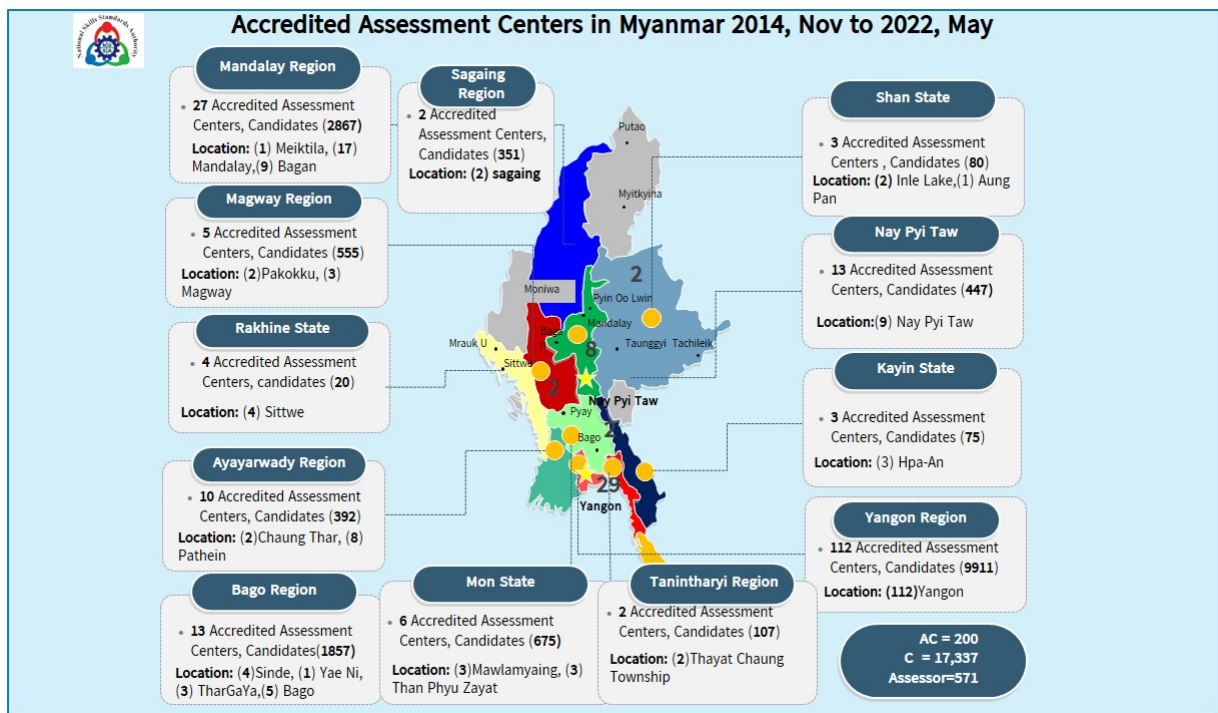 Accredited Assessment Centers in Myanmar 2014, Nov to 2022, May
National Skills Standards Authority
Mandalay Region
• 27 Accredited Assessment
Centers, Candidates (2867)
Location: (1) Meiktila, (17)
Mandalay,(9) Bagan
Sagaing
Region
• 2 Accredited
Assessment Centers,
Candidates (351)
Location: (2) sagaing
Shan State
• 3 Accredited Assessment
Centers , Candidates (80)
Location: (2) Inle Lake,(1) Aung
Pan
Magway Region
• 5 Accredited Assessment
Centers, Candidates (555)
Location: (2)Pakokku, (3)
Magway
Nay Pyi Taw
• 13 Accredited Assessment
Centers, Candidates (447)
Location:(9) Nay Pyi Taw
Rakhine State
• 4 Accredited Assessment
Centers, candidates (20)
Location: (4) Sittwe
Kayin State
• 3 Accredited Assessment
Centers, Candidates (75)
Location: (3) Hpa-An
Ayayarwady Region
• 10 Accredited Assessment
Centers, Candidates (392)
Location: (2)Chaung Thar, (8)
Pathein
Yangon Region
• 112 Accredited Assessment
Centers, Candidates (9911)
Location: (112)Yangon
Bago Region
• 13 Accredited Assessment
Centers, Candidates(1857)
Location: (4)Sinde, (1) Yae Ni,
(3) TharGaYa,(5) Bago
Mon State
• 6 Accredited Assessment
Centers, Candidates (675)
Location: (3)Mawlamyaing, (3)
Than Phyu Zayat
Tanintharyi Region
• 2 Accredited Assessment
Centers, Candidates (107)
Location: (2)Thayat Chaung
Township
AC = 200
C = 17,337
Assessor=571
Putao
Myitkyina
2
Moniwa
Pyin Oo Lwin
Mandalay
Baga
n
8
Taunggyi
Tachileik
Mrauk U
Sittwe
2
Nay Pyi Taw
Pyay
2
Bago
29
Yangon